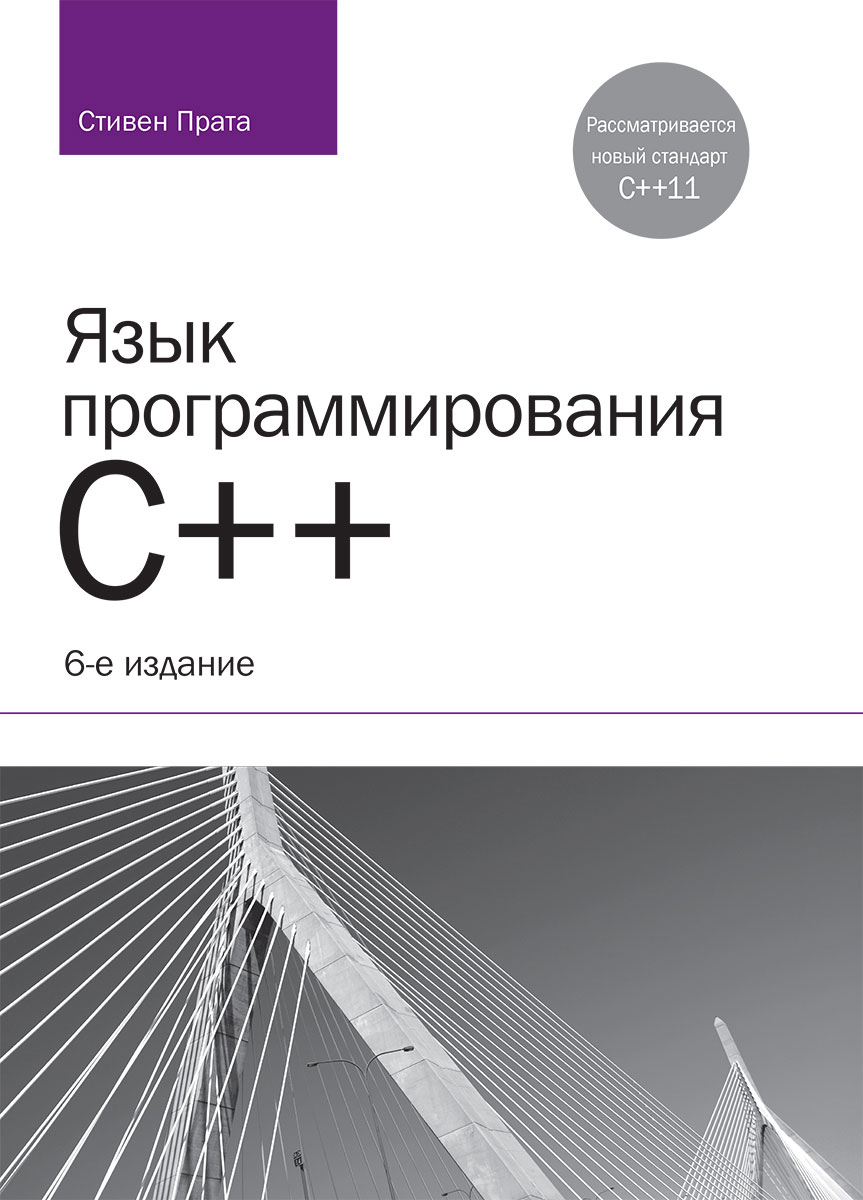 Стивен Прата
Рассматривается
новый стандарт
C++11
Язык
программирования
C++
6-е издание